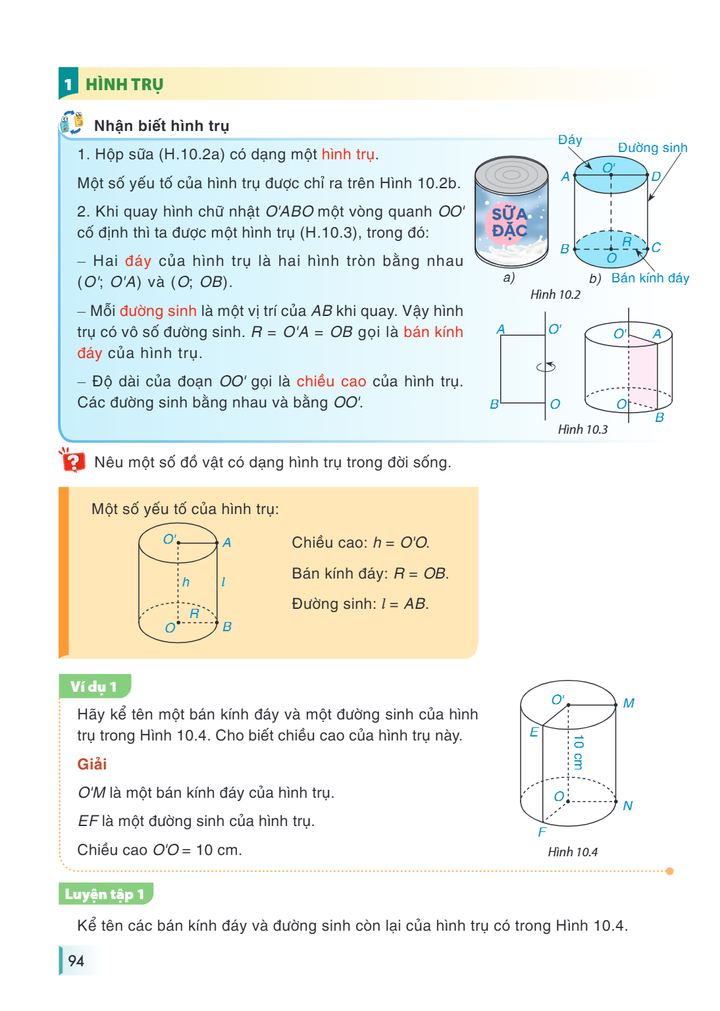 1 HÌNH TRỤ
Nhận biết hình trụ
1. Hộp sữa (H.10.2a) có dạng một hình trụ.
Một số yếu tố của hình trụ được chỉ ra trên Hình 10.2b.
2. Khi quay hình chữ nhật O'ABO một vòng quanh OO'
cố định thì ta được một hình trụ (H.10.3), trong đó:
– Hai đáy của hình trụ là hai hình tròn bằng nhau
(O'; O'A) và (O; OB).
– Mỗi đường sinh là một vị trí của AB khi quay. Vậy hình
trụ có vô số đường sinh. R = O'A = OB gọi là bán kính
đáy của hình trụ.
– Độ dài của đoạn OO' gọi là chiều cao của hình trụ.
Các đường sinh bằng nhau và bằng OO'.
SỮA
ĐẶC
a)
Đáy
Đường sinh
A
O'
D
B
R
C
O
b) Bán kính đáy
Hình 10.2
A
O'
B
O
O'
A
O
B
Hình 10.3
? Nêu một số đồ vật có dạng hình trụ trong đời sống.
Một số yếu tố của hình trụ:
O'
A
h
l
R
O
B
Chiều cao: h = O'O.
Bán kính đáy: R = OB.
Đường sinh: l = AB.
Ví dụ 1
Hãy kể tên một bán kính đáy và một đường sinh của hình
trụ trong Hình 10.4. Cho biết chiều cao của hình trụ này.
Giải
O'M là một bán kính đáy của hình trụ.
EF là một đường sinh của hình trụ.
Chiều cao O'O = 10 cm.
O'
M
E
10 cm
O
N
F
Hình 10.4
Luyện tập 1
Kể tên các bán kính đáy và đường sinh còn lại của hình trụ có trong Hình 10.4.
94